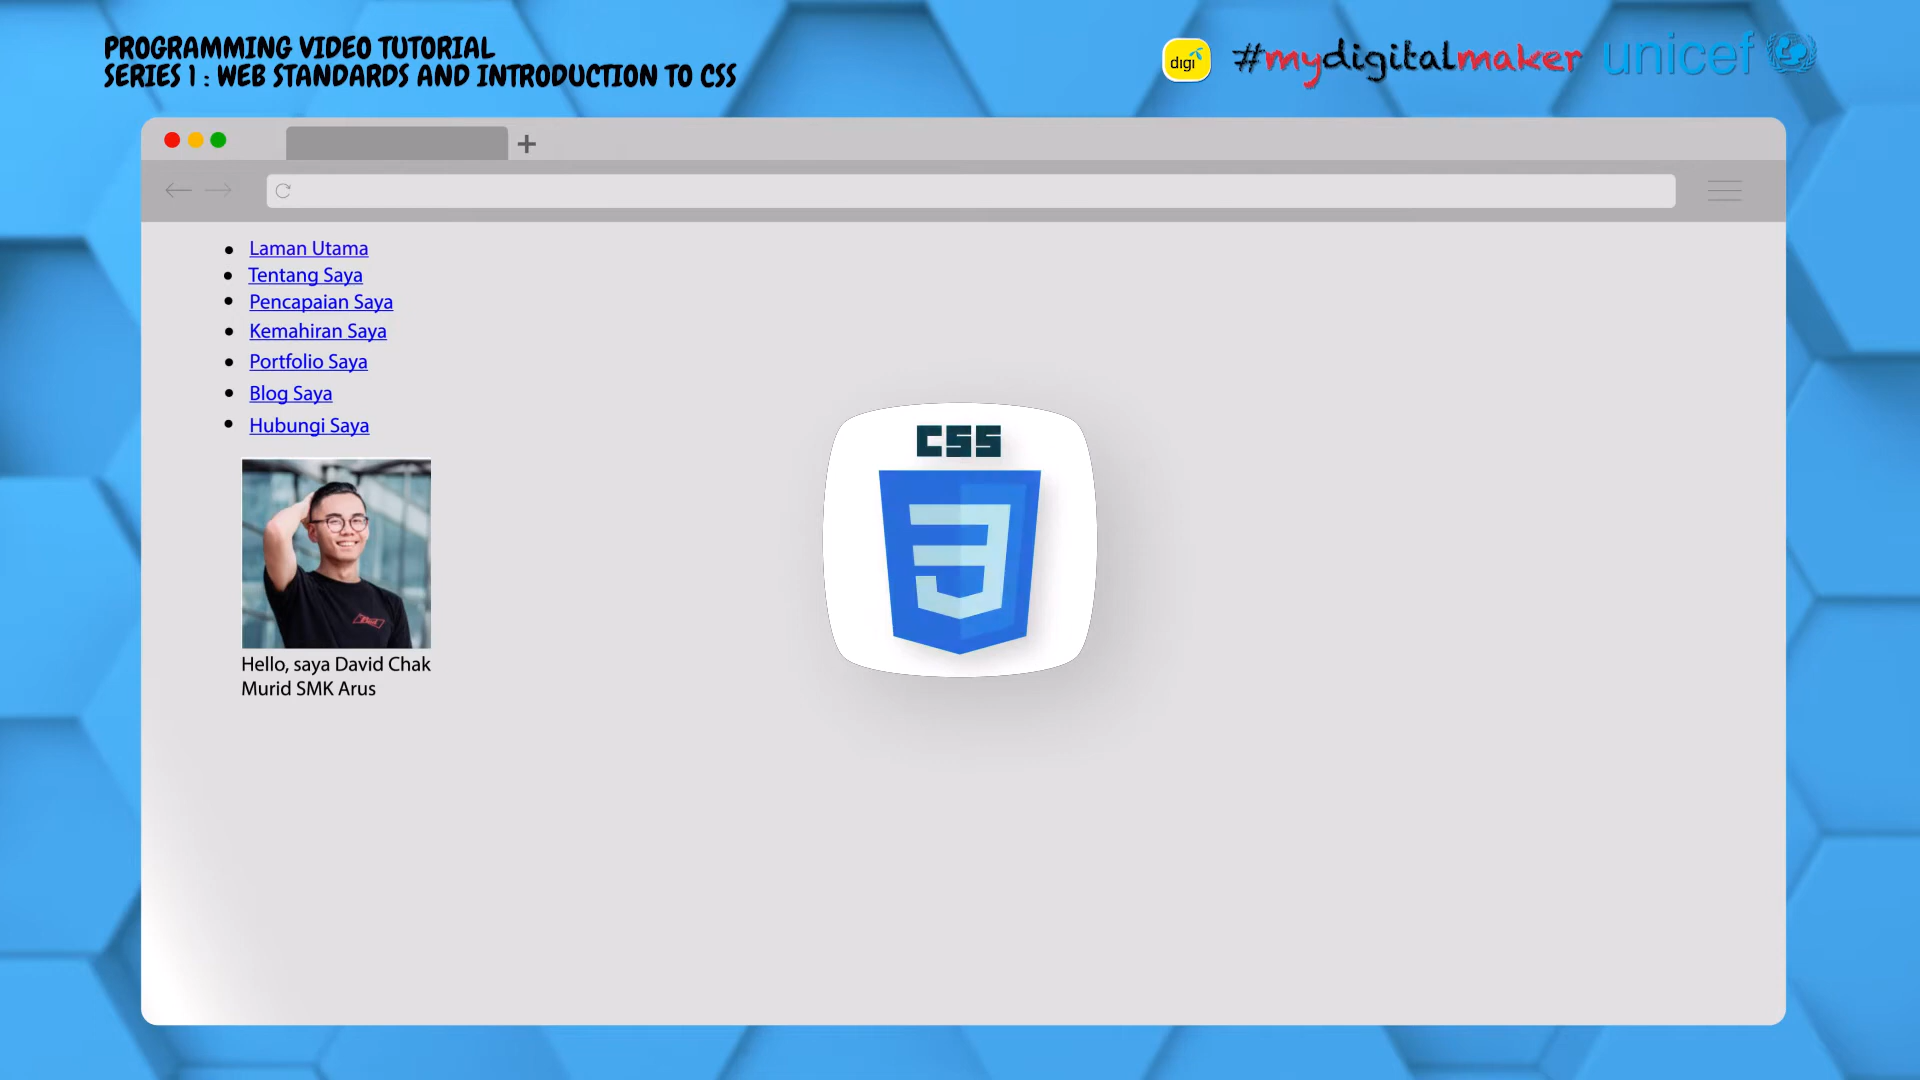 PROGRAMMING VIDEO TUTORIAL
SERIES 1 : WEB STANDARDS AND INTRODUCTION TO CSS
digi
#mydigitalmaker
unicef
Laman Utama
Tentang Saya
Pencapaian Saya
Kemahiran Saya
Portfolio Saya
Blog Saya
Hubungi Saya
CSS
3
Hello, saya David Chak
Murid SMK Arus